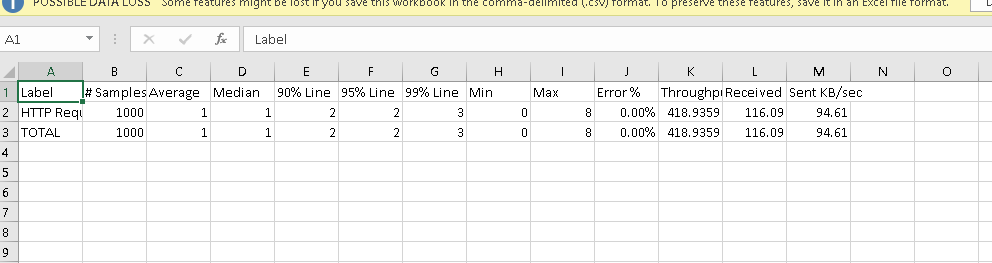 POSSIBLE DATA LOSS Some features might be lost if you save this workbook in the comma-delimited (.csv) format. To preserve these features, save it in an Excel file format.
A1 fx Label
A B C D E F G H I J K L M N O
1 Label # Samples Average Median 90% Line 95% Line 99% Line Min Max Error % Throughpu Received Sent KB/sec
2 HTTP Requ 1000 1 1 2 2 3 0 8 0.00% 418.9359 116.09 94.61
3 TOTAL 1000 1 1 2 2 3 0 8 0.00% 418.9359 116.09 94.61
4
5
6
7
8
9